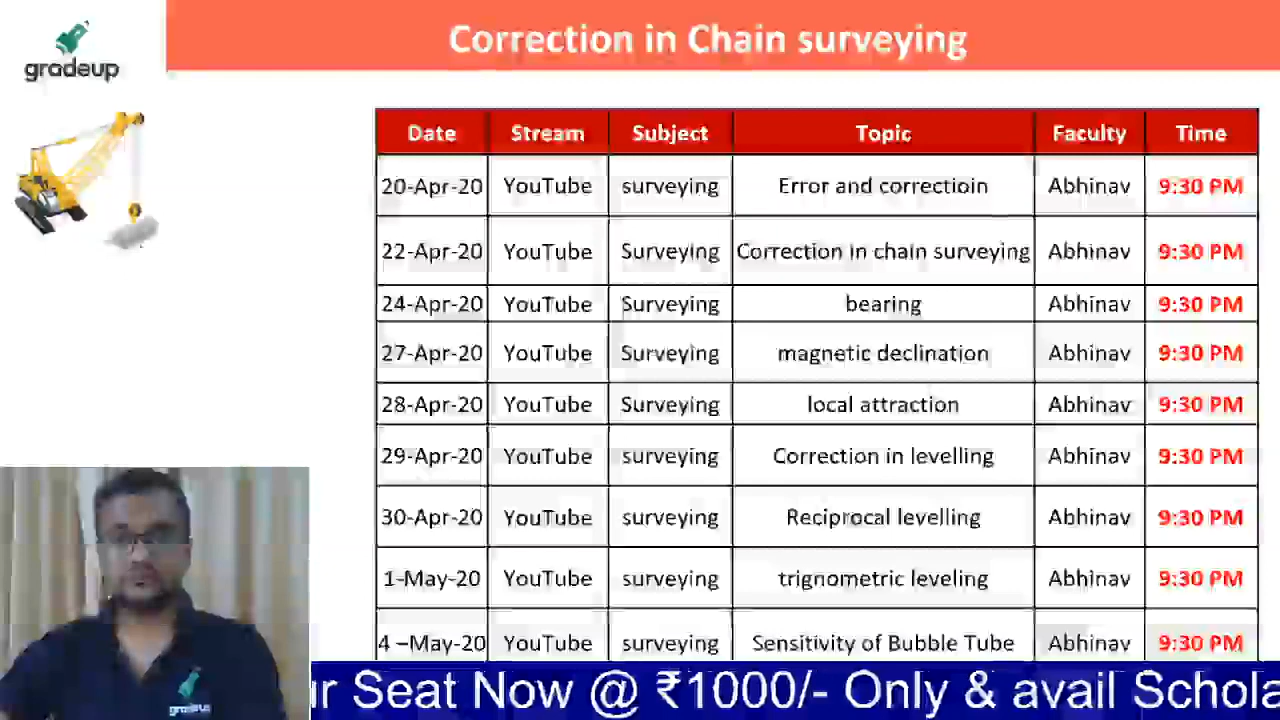 gradeup
Correction in Chain surveying
Date Stream Subject Topic Faculty Time
20-Apr-20 YouTube surveying Error and correctioin Abhinav 9:30 PM
22-Apr-20 YouTube Surveying Correction in chain surveying Abhinav 9:30 PM
24-Apr-20 YouTube Surveying bearing Abhinav 9:30 PM
27-Apr-20 YouTube Surveying magnetic declination Abhinav 9:30 PM
28-Apr-20 YouTube Surveying local attraction Abhinav 9:30 PM
29-Apr-20 YouTube surveying Correction in levelling Abhinav 9:30 PM
30-Apr-20 YouTube surveying Reciprocal levelling Abhinav 9:30 PM
1-May-20 YouTube surveying trignometric leveling Abhinav 9:30 PM
4 –May-20 YouTube surveying Sensitivity of Bubble Tube Abhinav 9:30 PM
gradeup
ur Seat Now @ ₹1000/- Only & avail Schola